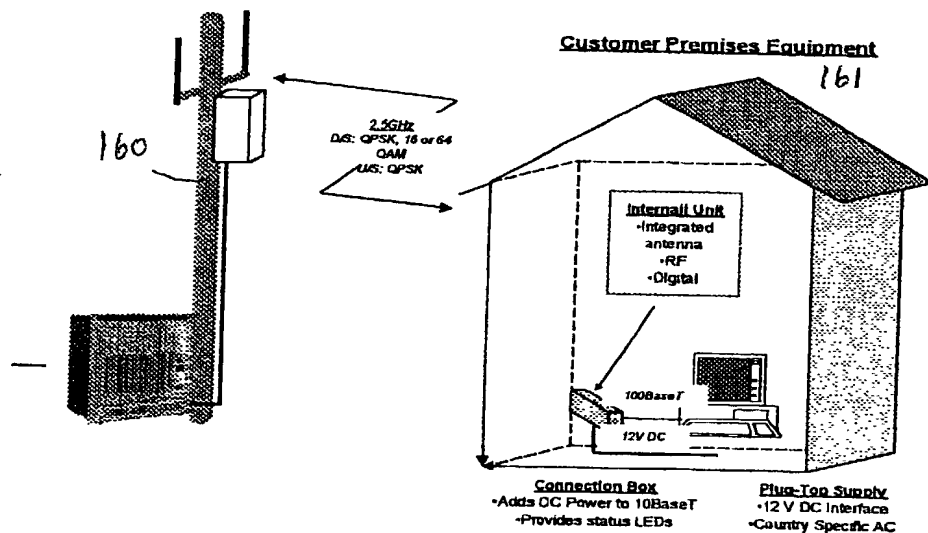 Customer Premises Equipment
161
160
2.5GHz
D/S: QPSK, 16 or 64
QAM
U/S: QPSK
Internail Unit
•Integrated
antenna
•RF
•Digital
100BaseT
12V DC
Connection Box
•Adds DC Power to 10BaseT
•Provides status LEDs
Plug-Top Supply
•12 V DC Interface
•Country Specific AC